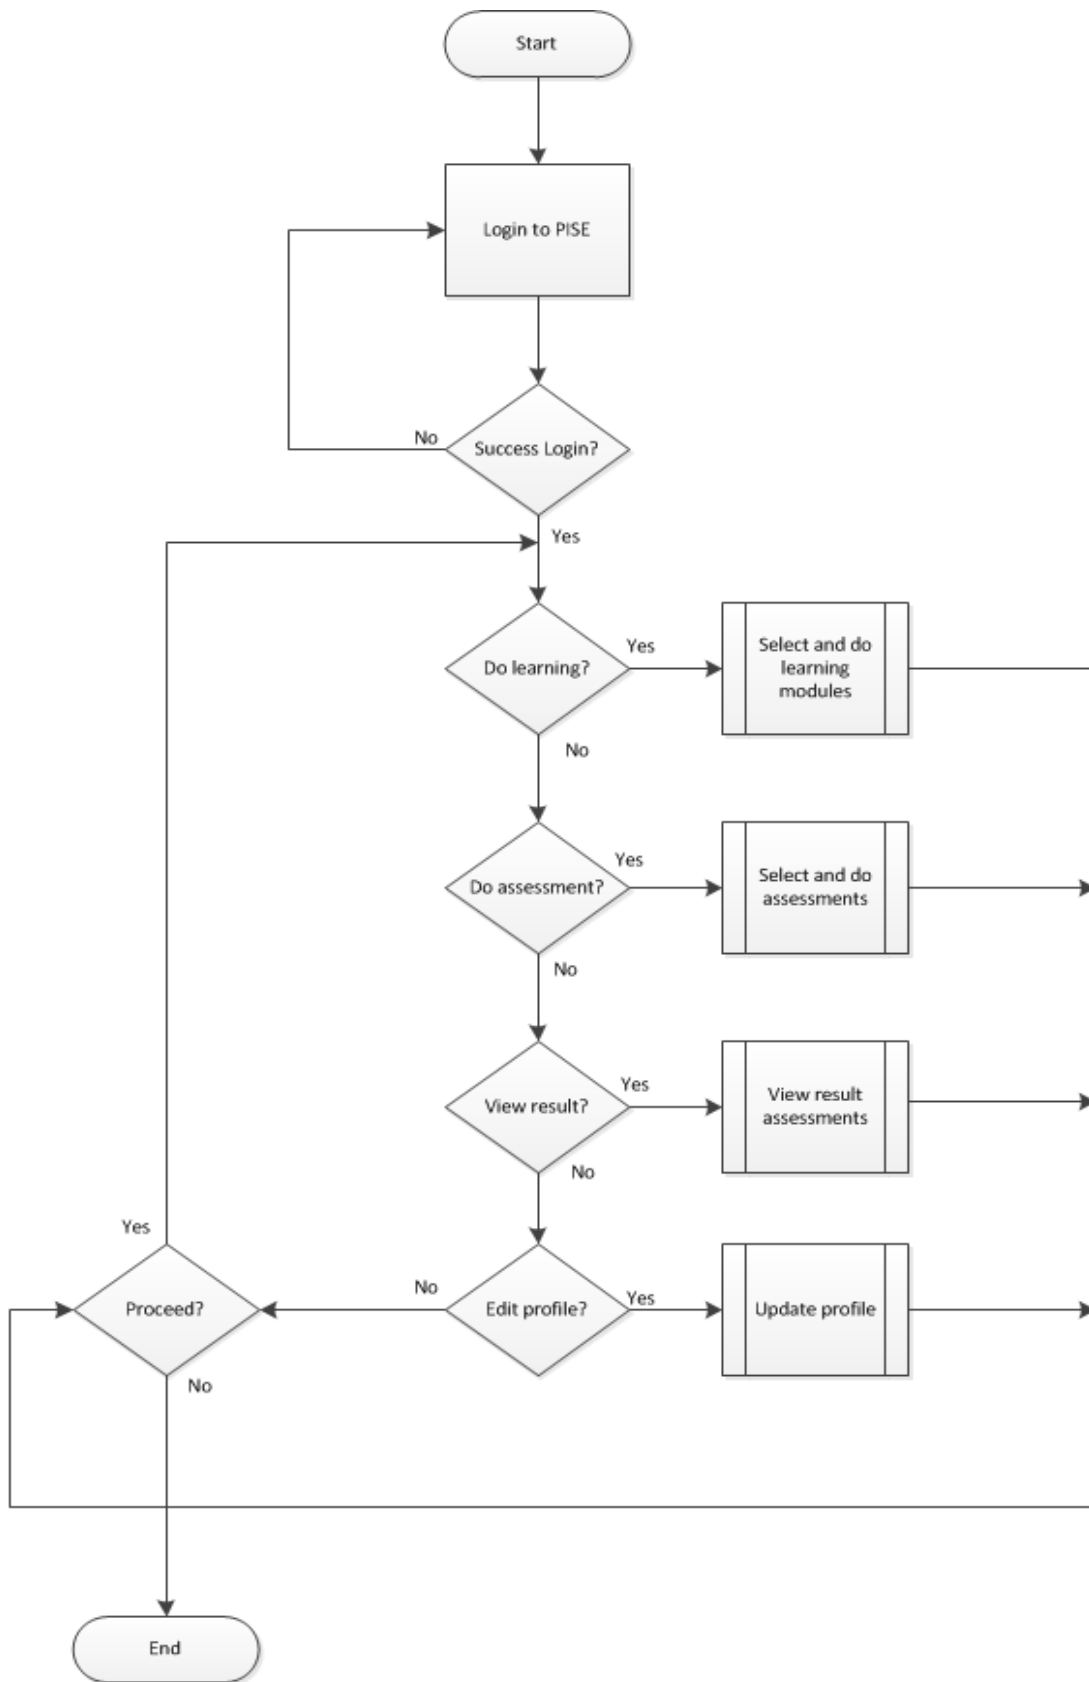 Start
Login to PISE
No
Success Login?
Yes
Do learning?
Yes
Select and do
learning
modules
No
Do assessment?
Yes
Select and do
assessments
No
View result?
Yes
View result
assessments
No
Yes
Proceed?
No
Edit profile?
Yes
Update profile
No
End